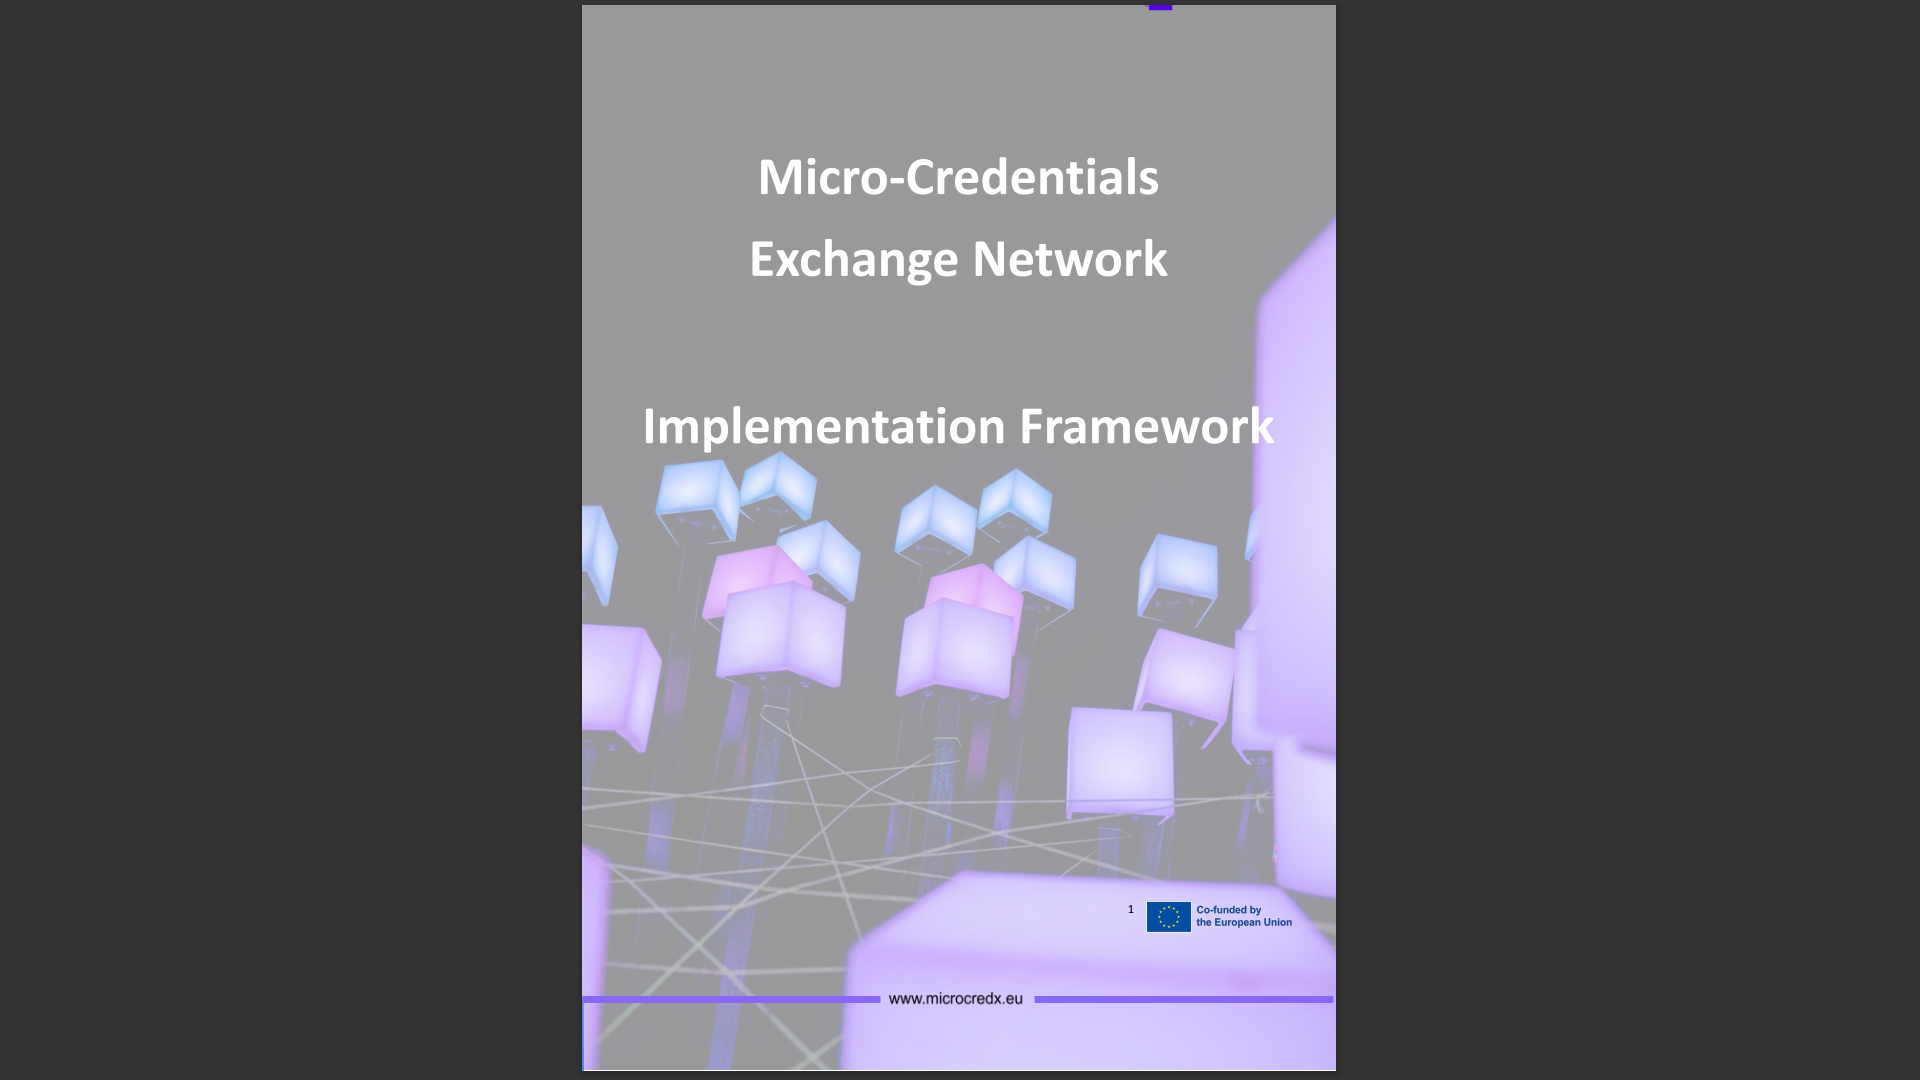 Micro-Credentials
Exchange Network
Implementation Framework
1
Co-funded by
the European Union
www.microcredx.eu